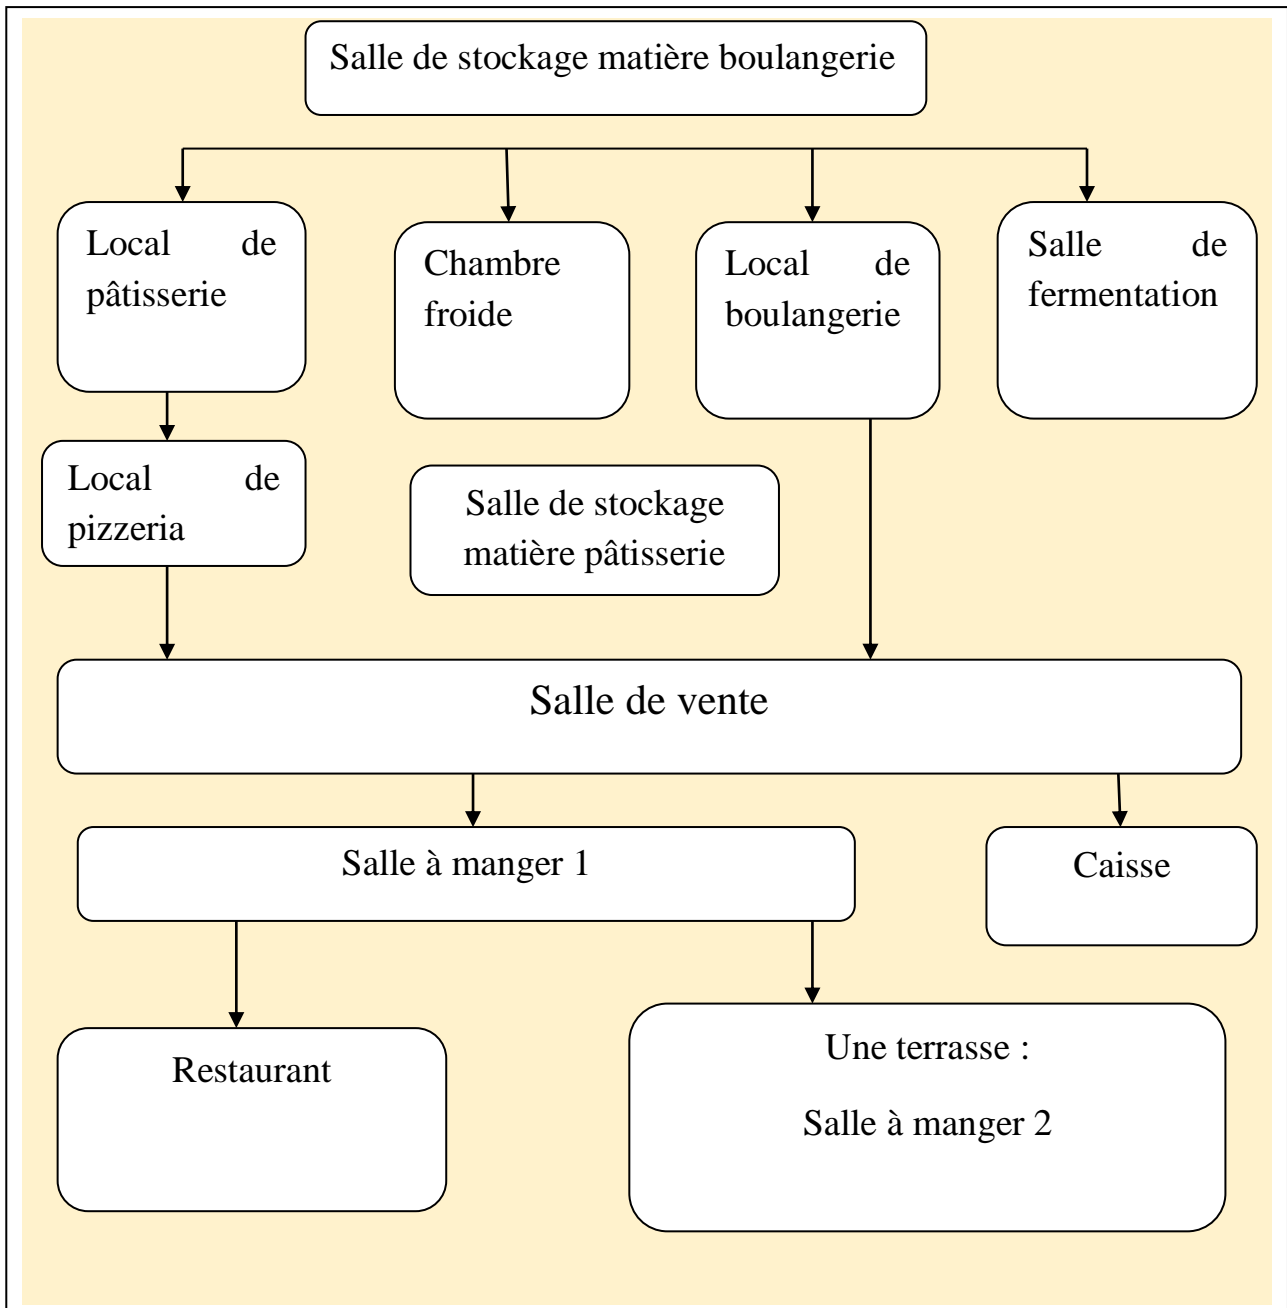 Salle de stockage matière boulangerie
Local de
pâtisserie
Chambre
froide
Local de
boulangerie
Salle de
fermentation
Local de
pizzeria
Salle de stockage
matière pâtisserie
Salle de vente
Salle à manger 1
Caisse
Restaurant
Une terrasse :
Salle à manger 2